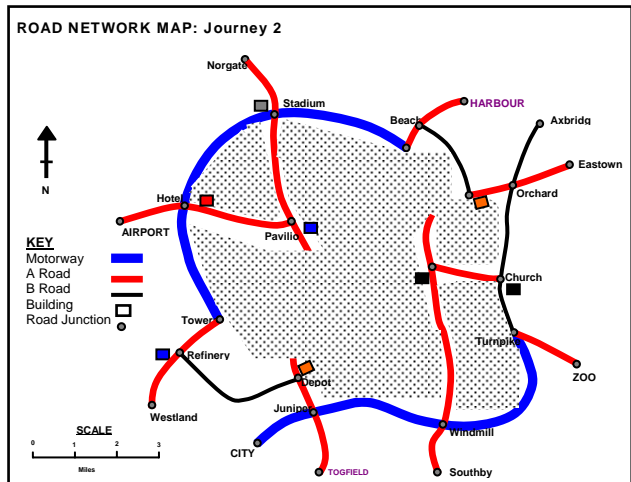 ROAD NETWORK MAP: Journey 2
Norgate
Stadium
Beach
HARBOUR
Axbridg
Eastown
Orchard
N
Hotel
AIRPORT
Pavilio
KEY
Motorway
A Road
B Road
Building
Road Junction
Church
Tower
Turnpike
Refinery
ZOO
Depot
Westland
Juniper
Windmill
CITY
SCALE
0 1 2 3
Miles
TOGFIELD
Southby